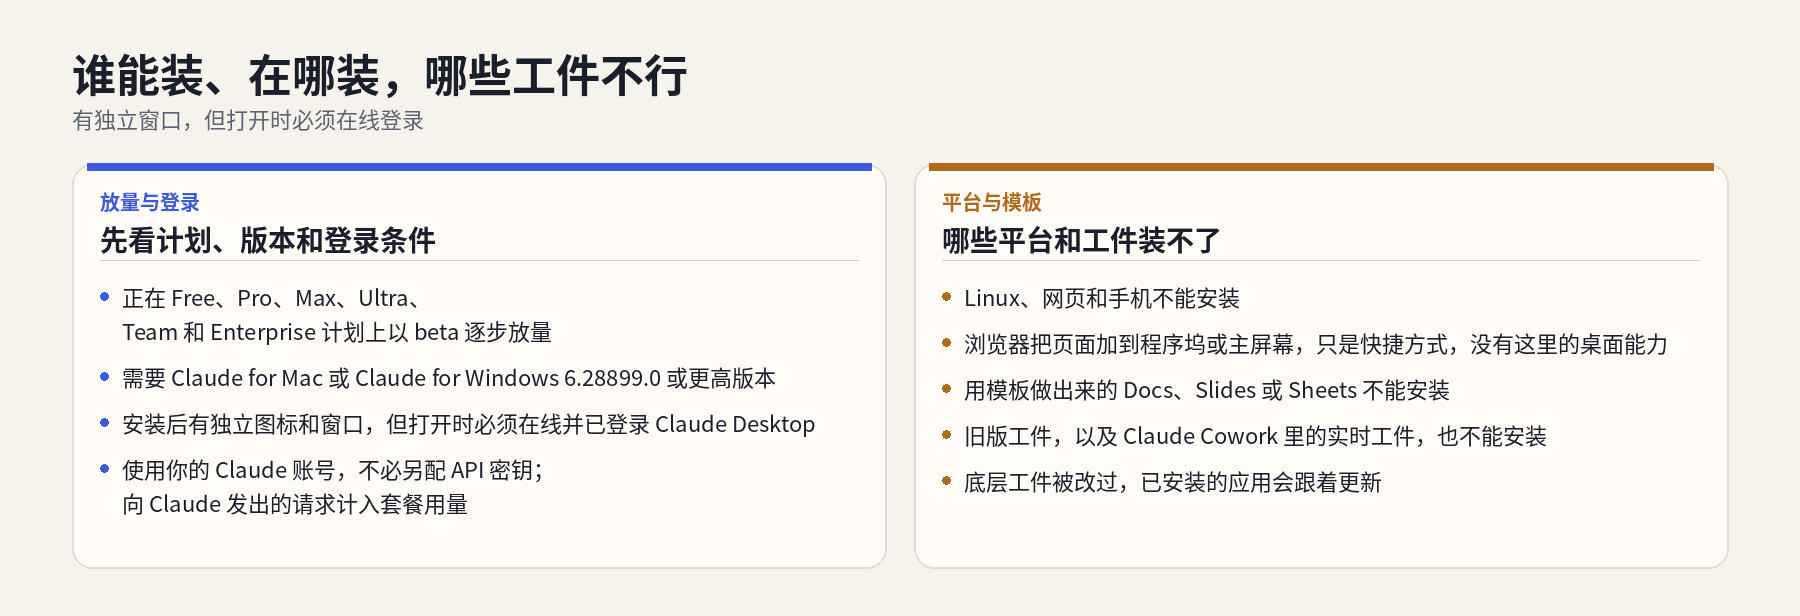 谁能装、在哪装，哪些工件不行
有独立窗口，但打开时必须在线登录
放量与登录
先看计划、版本和登录条件
正在 Free、Pro、Max、Ultra、
Team 和 Enterprise 计划上以 beta 逐步放量
需要 Claude for Mac 或 Claude for Windows 6.28899.0 或更高版本
安装后有独立图标和窗口，但打开时必须在线并已登录 Claude Desktop
使用你的 Claude 账号，不必另配 API 密钥；
向 Claude 发出的请求计入套餐用量
平台与模板
哪些平台和工件装不了
Linux、网页和手机不能安装
浏览器把页面加到程序坞或主屏幕，只是快捷方式，没有这里的桌面能力
用模板做出来的 Docs、Slides 或 Sheets 不能安装
旧版工件，以及 Claude Cowork 里的实时工件，也不能安装
底层工件被改过，已安装的应用会跟着更新